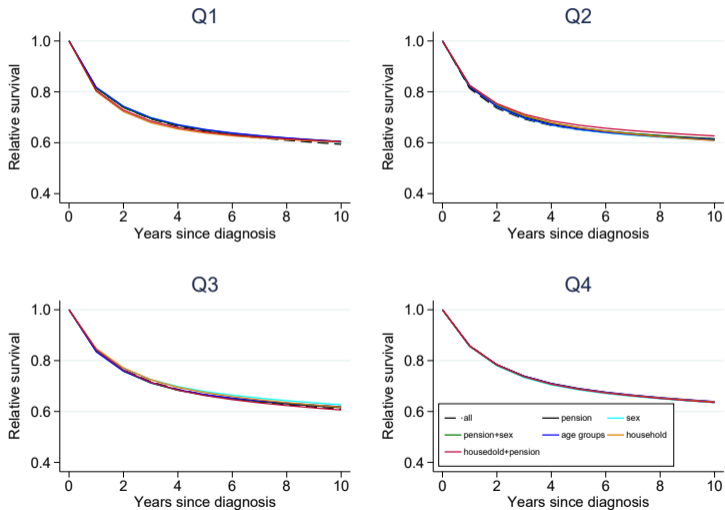 Q1
Q2
Relative survival
1.0
0.8
0.6
0.4
0 2 4 6 8 10
Years since diagnosis
Relative survival
1.0
0.8
0.6
0.4
0 2 4 6 8 10
Years since diagnosis
Q3
Q4
Relative survival
1.0
0.8
0.6
0.4
0 2 4 6 8 10
Years since diagnosis
Relative survival
1.0
0.8
0.6
0.4
0 2 4 6 8 10
Years since diagnosis
-all pension sex
pension+sex age groups household
housedold+pension